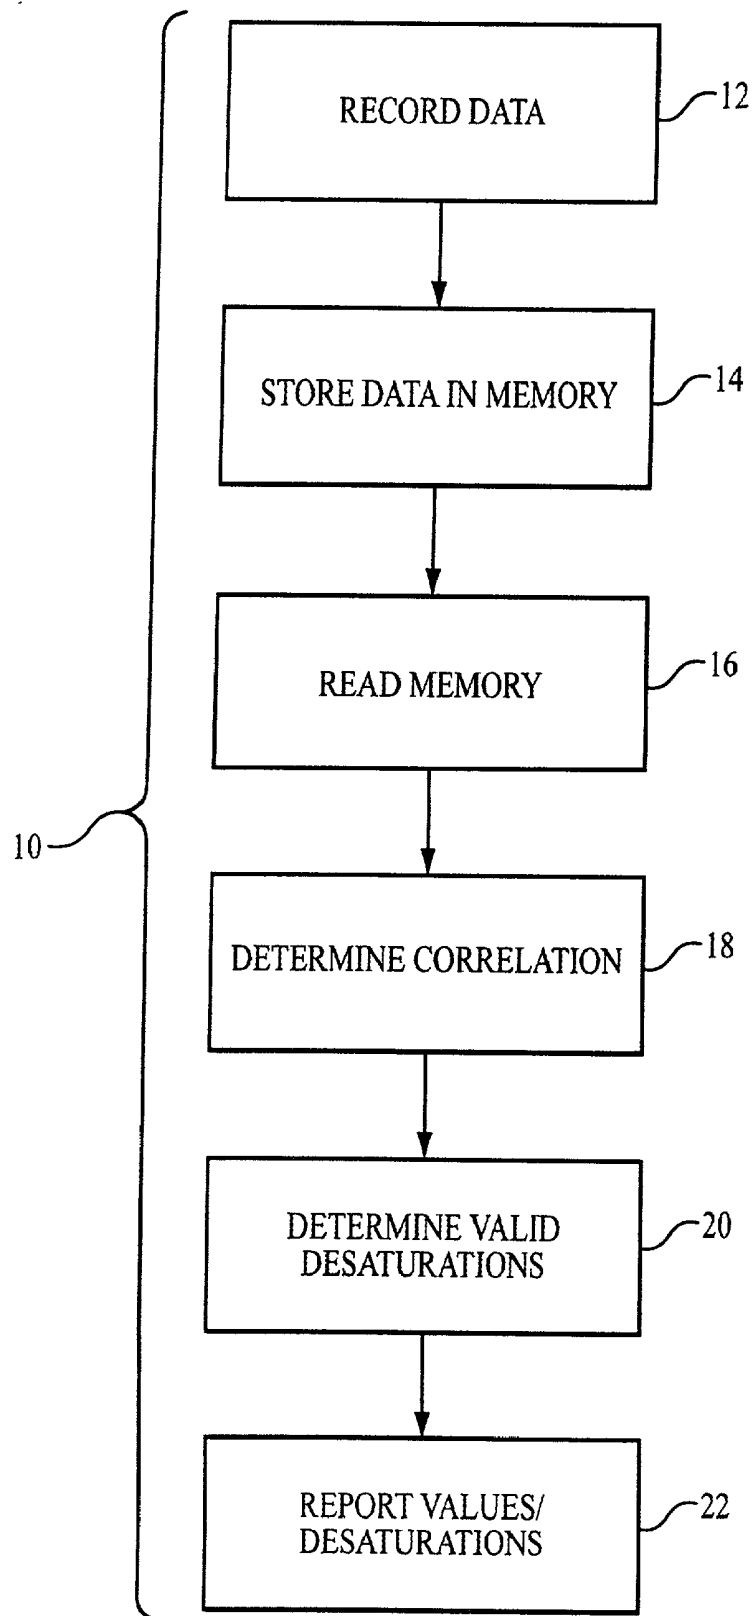 RECORD DATA
12
STORE DATA IN MEMORY
14
READ MEMORY
16
10
DETERMINE CORRELATION
18
DETERMINE VALID
DESATURATIONS
20
REPORT VALUES/
DESATURATIONS
22